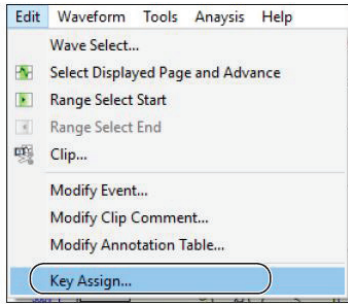 Edit Waveform Tools Anaysis Help
Wave Select...
Select Displayed Page and Advance
Range Select Start
Range Select End
Clip...
Modify Event...
Modify Clip Comment...
Modify Annotation Table...
Key Assign...